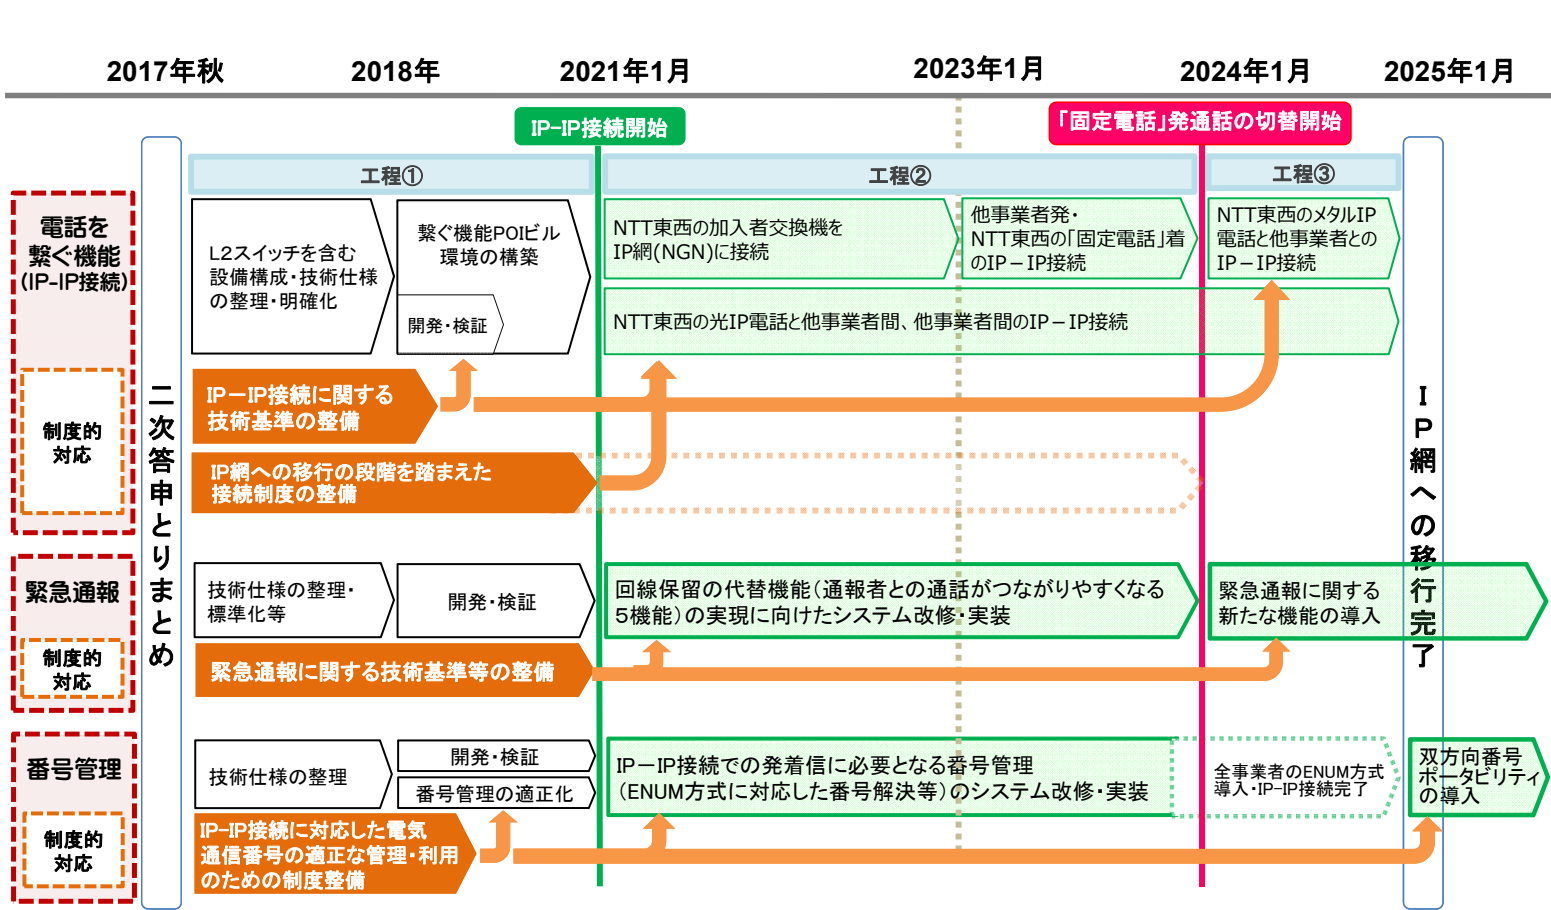 2017年秋
2018年
2021年1月
2023年1月
2024年1月
2025年1月
IP-IP接続開始
「固定電話」発通話の切替開始
工程①
工程②
工程③
二次答申とりまとめ
IP網への移行完了
電話を
繋ぐ機能
(IP-IP接続)
L2スイッチを含む
設備構成・技術仕様
の整理・明確化
繋ぐ機能POIビル
環境の構築
開発・検証
NTT東西の加入者交換機を
IP網(NGN)に接続
他事業者発・
NTT東西の「固定電話」着
のIP－IP接続
NTT東西のメタルIP
電話と他事業者との
IP－IP接続
NTT東西の光IP電話と他事業者間、他事業者間のIP－IP接続
制度的
対応
IP－IP接続に関する
技術基準の整備
IP網への移行の段階を踏まえた
接続制度の整備
緊急通報
技術仕様の整理・
標準化等
開発・検証
回線保留の代替機能（通報者との通話がつながりやすくなる
５機能）の実現に向けたシステム改修・実装
緊急通報に関する
新たな機能の導入
制度的
対応
緊急通報に関する技術基準等の整備
番号管理
技術仕様の整理
開発・検証
番号管理の適正化
IP－IP接続での発着信に必要となる番号管理
（ENUM方式に対応した番号解決等）のシステム改修・実装
全事業者のENUM方式
導入・IP-IP接続完了
双方向番号
ポータビリティ
の導入
制度的
対応
IP-IP接続に対応した電気
通信番号の適正な管理・利用
のための制度整備